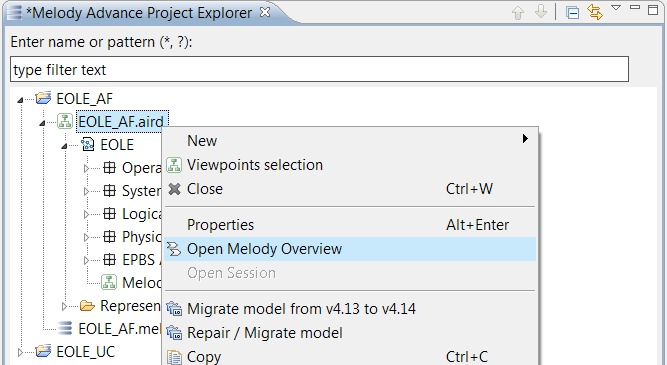 *Melody Advance Project Explorer
Enter name or pattern (*, ?):
type filter text
EOLE_AF
EOLE_AF.aird
EOLE
Opera
System
Logica
Physic
EPBS
Melod
Represen
EOLE_AF.mel
EOLE_UC
New
Viewpoints selection
Close Ctrl+W
Properties Alt+Enter
Open Melody Overview
Open Session
Migrate model from v4.13 to v4.14
Repair / Migrate model
Copy Ctrl+C